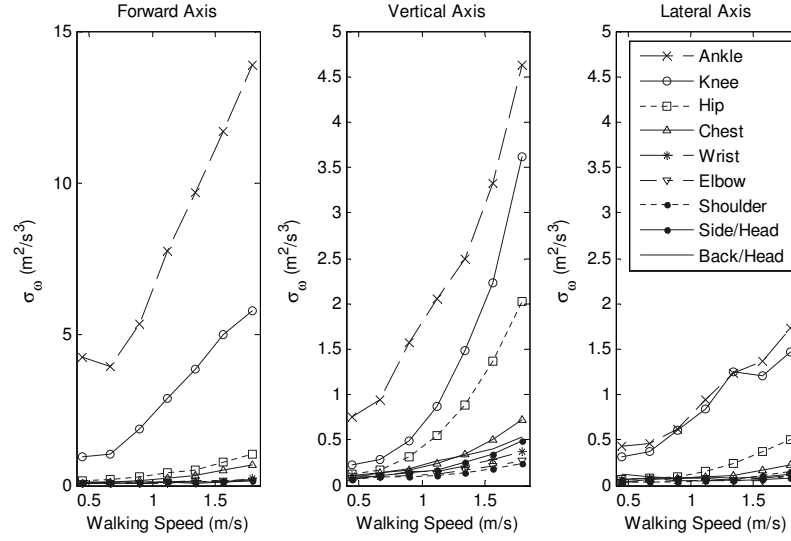 Forward Axis
15
10
5
0
0.5 1 1.5
Walking Speed (m/s)
σω (m²/s³)
Vertical Axis
5
4.5
4
3.5
3
2.5
2
1.5
1
0.5
0
0.5 1 1.5
Walking Speed (m/s)
σω (m²/s³)
Lateral Axis
5
4.5
4
3.5
3
2.5
2
1.5
1
0.5
0
0.5 1 1.5
Walking Speed (m/s)
σω (m²/s³)
Ankle
Knee
Hip
Chest
Wrist
Elbow
Shoulder
Side/Head
Back/Head